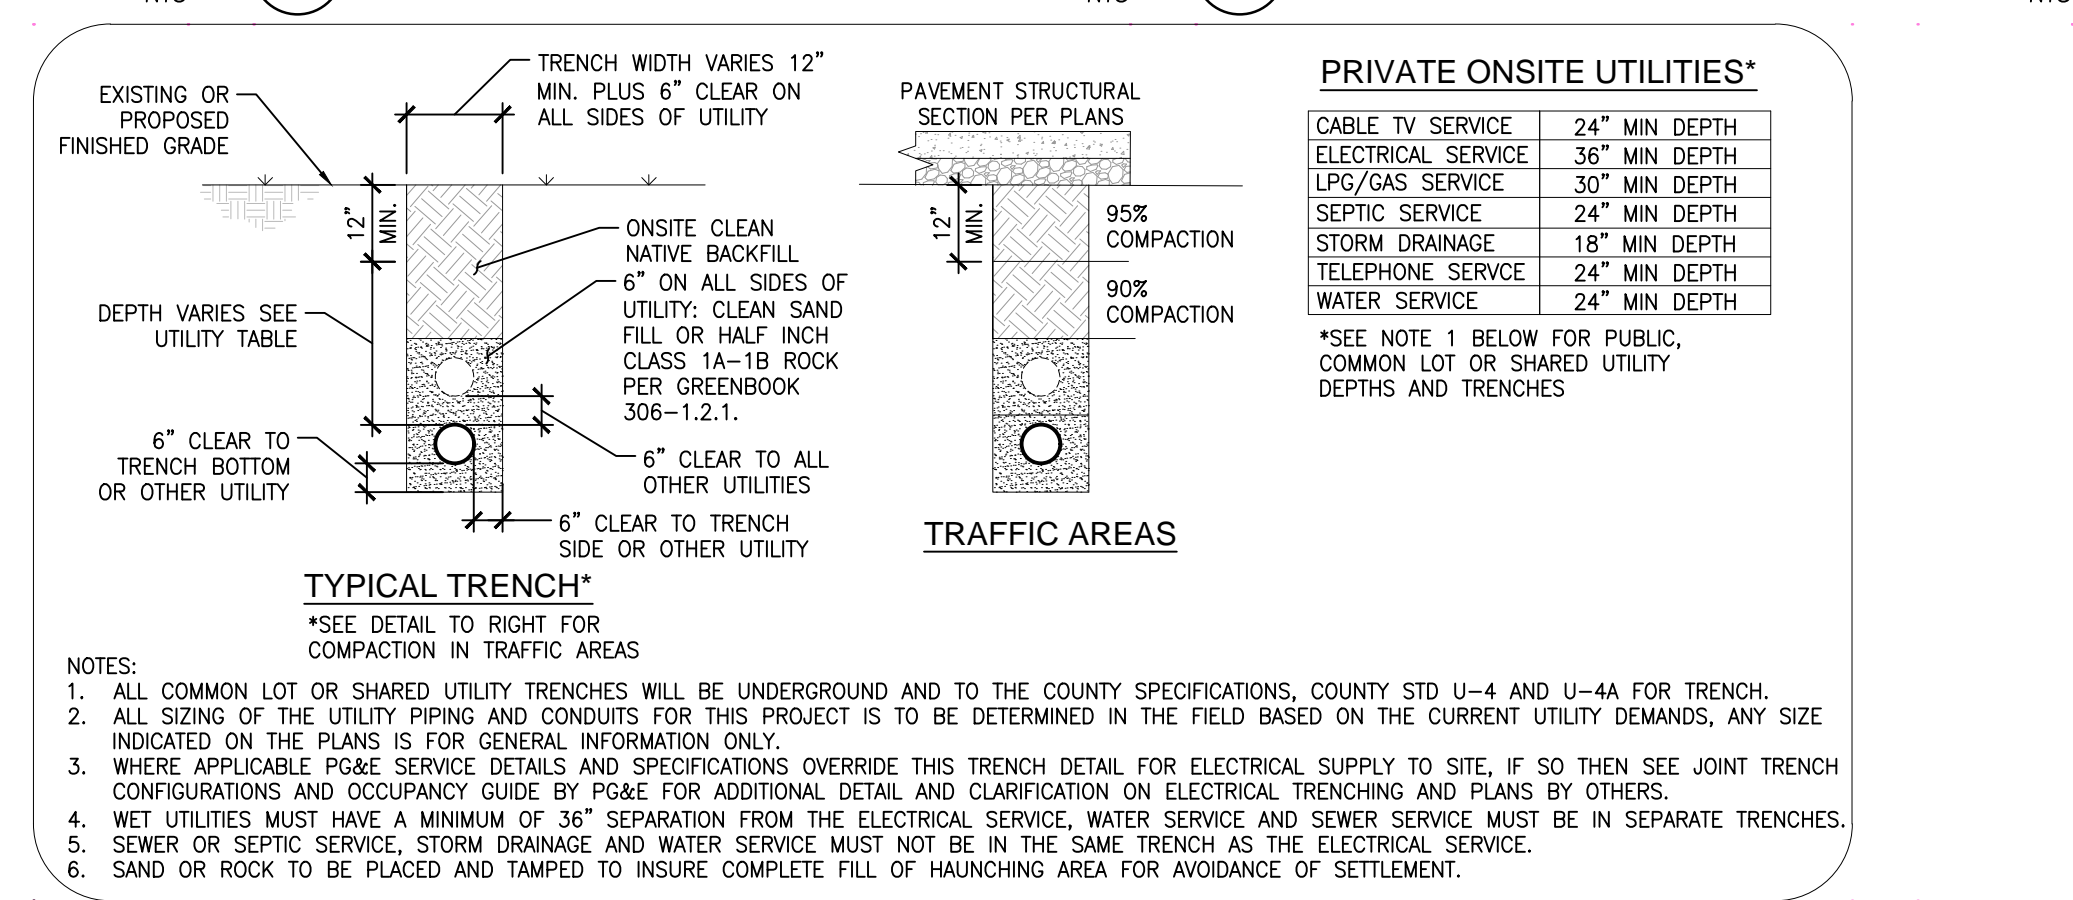 NTS
NTS
NTS
EXISTING OR
PROPOSED
FINISHED GRADE
TRENCH WIDTH VARIES 12”
MIN. PLUS 6” CLEAR ON
ALL SIDES OF UTILITY
12”
MIN.
ONSITE CLEAN
NATIVE BACKFILL
6” ON ALL SIDES OF
UTILITY: CLEAN SAND
FILL OR HALF INCH
CLASS 1A–1B ROCK
PER GREENBOOK
306–1.2.1.
DEPTH VARIES SEE
UTILITY TABLE
6” CLEAR TO
TRENCH BOTTOM
OR OTHER UTILITY
6” CLEAR TO ALL
OTHER UTILITIES
6” CLEAR TO TRENCH
SIDE OR OTHER UTILITY
TYPICAL TRENCH*
*SEE DETAIL TO RIGHT FOR
COMPACTION IN TRAFFIC AREAS
PAVEMENT STRUCTURAL
SECTION PER PLANS
12”
MIN.
95%
COMPACTION
90%
COMPACTION
TRAFFIC AREAS
PRIVATE ONSITE UTILITIES*
CABLE TV SERVICE 24” MIN DEPTH
ELECTRICAL SERVICE 36” MIN DEPTH
LPG/GAS SERVICE 30” MIN DEPTH
SEPTIC SERVICE 24” MIN DEPTH
STORM DRAINAGE 18” MIN DEPTH
TELEPHONE SERVCE 24” MIN DEPTH
WATER SERVICE 24” MIN DEPTH
*SEE NOTE 1 BELOW FOR PUBLIC,
COMMON LOT OR SHARED UTILITY
DEPTHS AND TRENCHES
NOTES:
1. ALL COMMON LOT OR SHARED UTILITY TRENCHES WILL BE UNDERGROUND AND TO THE COUNTY SPECIFICATIONS, COUNTY STD U–4 AND U–4A FOR TRENCH.
2. ALL SIZING OF THE UTILITY PIPING AND CONDUITS FOR THIS PROJECT IS TO BE DETERMINED IN THE FIELD BASED ON THE CURRENT UTILITY DEMANDS, ANY SIZE
INDICATED ON THE PLANS IS FOR GENERAL INFORMATION ONLY.
3. WHERE APPLICABLE PG&E SERVICE DETAILS AND SPECIFICATIONS OVERRIDE THIS TRENCH DETAIL FOR ELECTRICAL SUPPLY TO SITE, IF SO THEN SEE JOINT TRENCH
CONFIGURATIONS AND OCCUPANCY GUIDE BY PG&E FOR ADDITIONAL DETAIL AND CLARIFICATION ON ELECTRICAL TRENCHING AND PLANS BY OTHERS.
4. WET UTILITIES MUST HAVE A MINIMUM OF 36” SEPARATION FROM THE ELECTRICAL SERVICE, WATER SERVICE AND SEWER SERVICE MUST BE IN SEPARATE TRENCHES.
5. SEWER OR SEPTIC SERVICE, STORM DRAINAGE AND WATER SERVICE MUST NOT BE IN THE SAME TRENCH AS THE ELECTRICAL SERVICE.
6. SAND OR ROCK TO BE PLACED AND TAMPED TO INSURE COMPLETE FILL OF HAUNCHING AREA FOR AVOIDANCE OF SETTLEMENT.